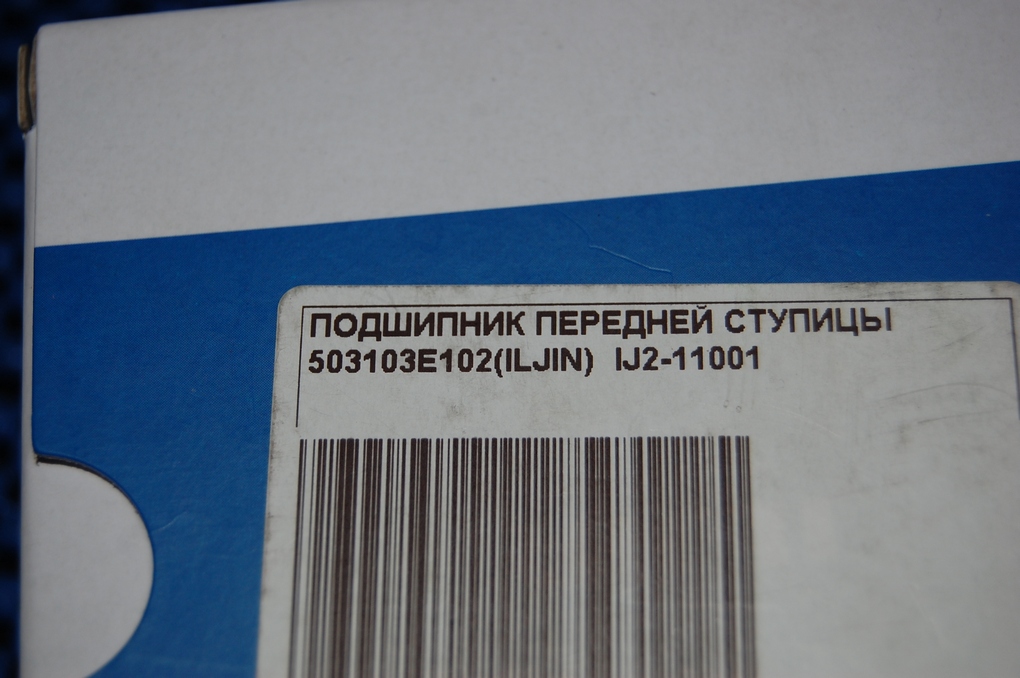 ПОДШИПНИК ПЕРЕДНЕЙ СТУПИЦЫ
503103E102(ILJIN) IJ2-11001